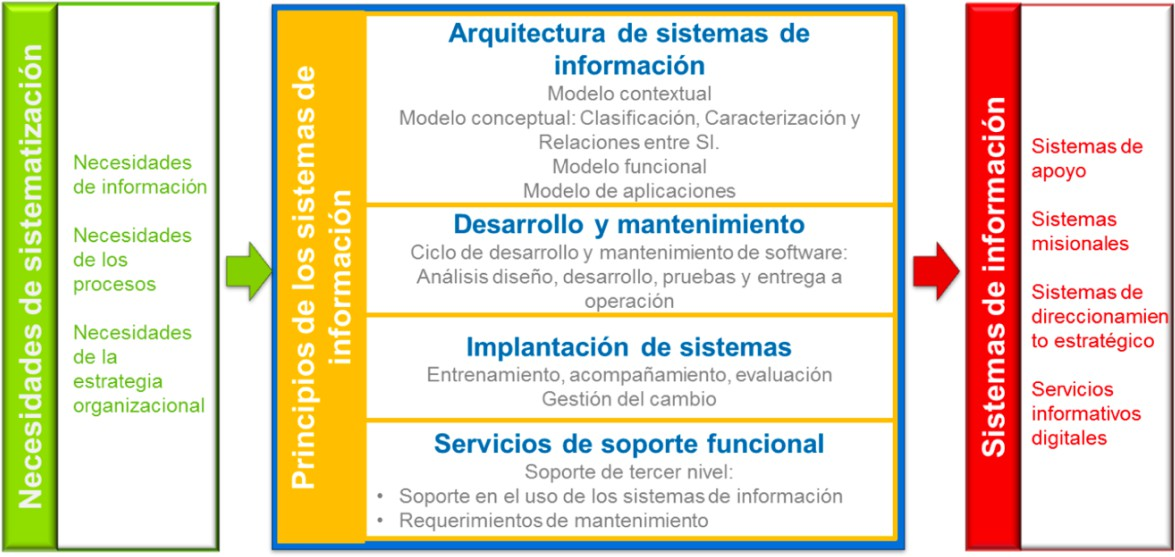 Necesidades de sistematización
Necesidades
de información
Necesidades
de los
procesos
Necesidades
de la
estrategia
organizacional
Principios de los sistemas de
información
Arquitectura de sistemas de
información
Modelo contextual
Modelo conceptual: Clasificación, Caracterización y
Relaciones entre SI.
Modelo funcional
Modelo de aplicaciones
Desarrollo y mantenimiento
Ciclo de desarrollo y mantenimiento de software:
Análisis diseño, desarrollo, pruebas y entrega a
operación
Implantación de sistemas
Entrenamiento, acompañamiento, evaluación
Gestión del cambio
Servicios de soporte funcional
Soporte de tercer nivel:
• Soporte en el uso de los sistemas de información
• Requerimientos de mantenimiento
Sistemas de información
Sistemas de
apoyo
Sistemas
misionales
Sistemas de
direccionamien
to estratégico
Servicios
informativos
digitales